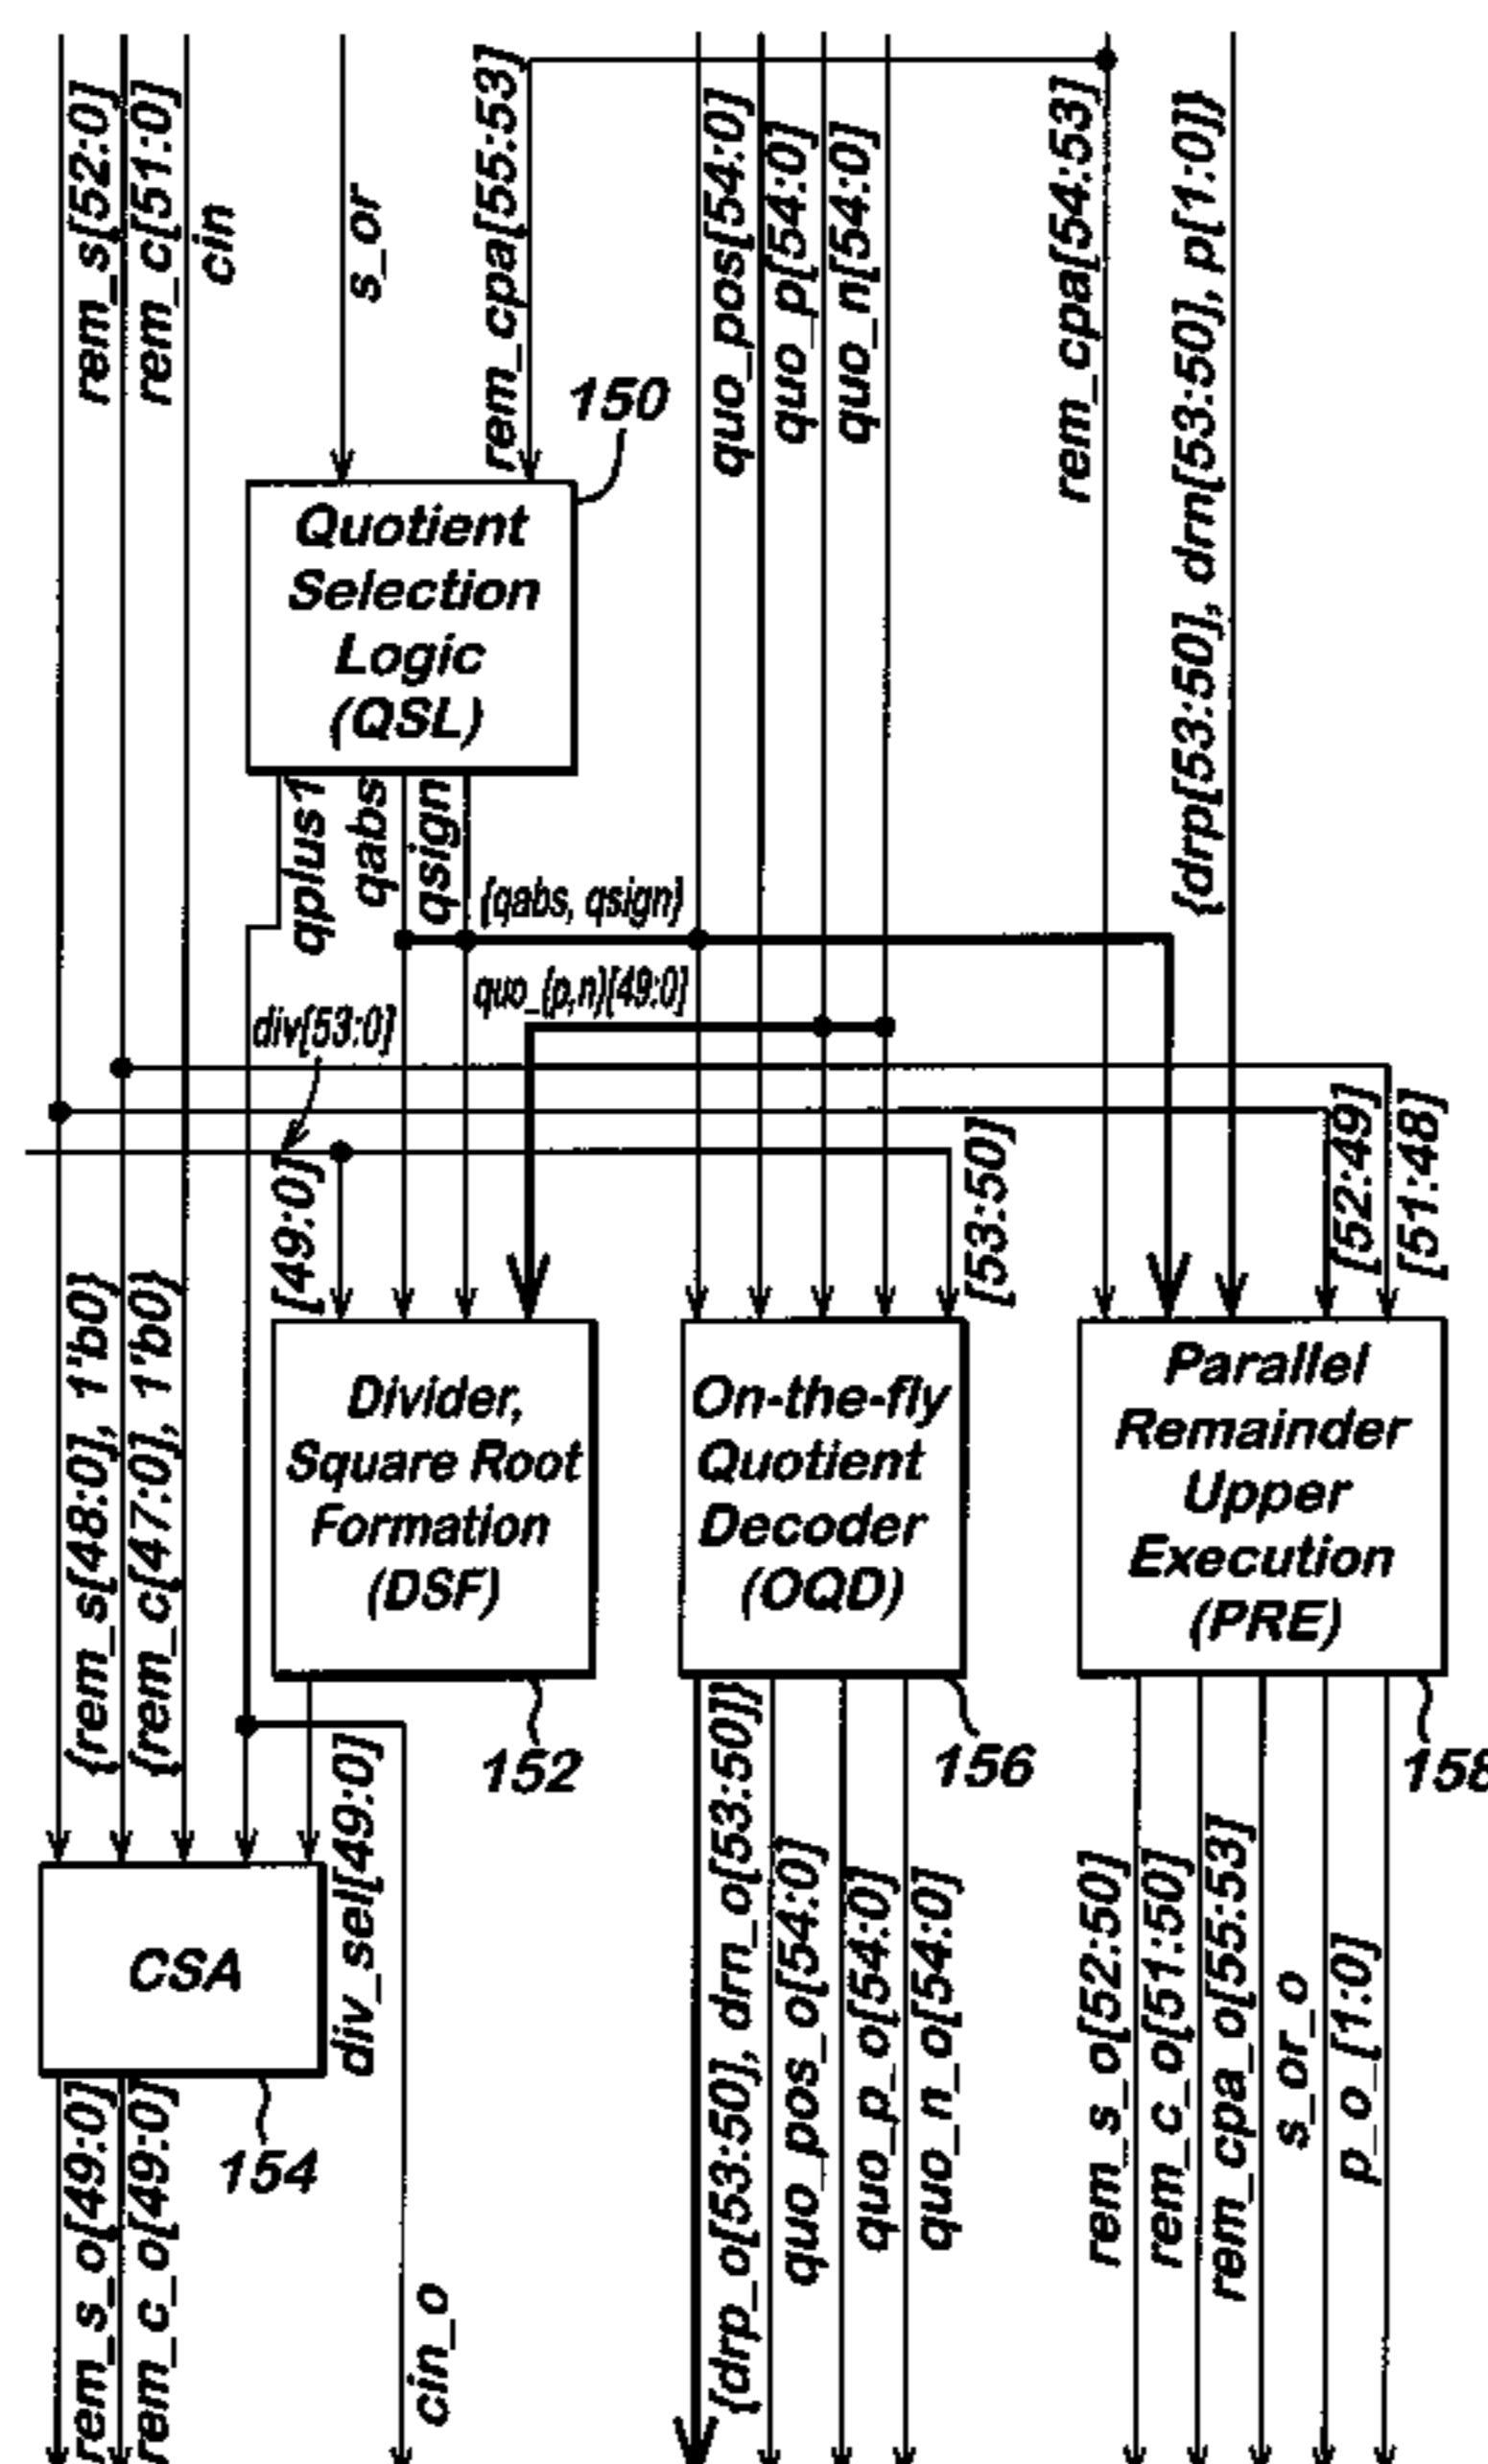 rem_s[52:0]
rem_c[51:0]
cin
s_or
rem_cpa[55:53]
quo_pos[54:0]
quo_p[54:0]
quo_n[54:0]
rem_cpa[54:53]
{drp[53:50], drn[53:50], p[1:0]}
150
Quotient
Selection
Logic
(QSL)
qplus1
qabs
qsign
{qabs, qsign}
quo_{p,n}[49:0]
div[53:0]
[49:0]
[53:50]
[52:49]
[51:48]
{rem_s[48:0], 1'b0}
{rem_c[47:0], 1'b0}
Divider,
Square Root
Formation
(DSF)
On-the-fly
Quotient
Decoder
(OQD)
Parallel
Remainder
Upper
Execution
(PRE)
152
156
158
CSA
154
div_sel[49:0]
rem_s_o[49:0]
rem_c_o[49:0]
cin_o
{drp_o[53:50], drn_o[53:50]}
quo_pos_o[54:0]
quo_p_o[54:0]
quo_n_o[54:0]
rem_s_o[52:50]
rem_c_o[51:50]
rem_cpa_o[55:53]
s_or_o
p_o_[1:0]